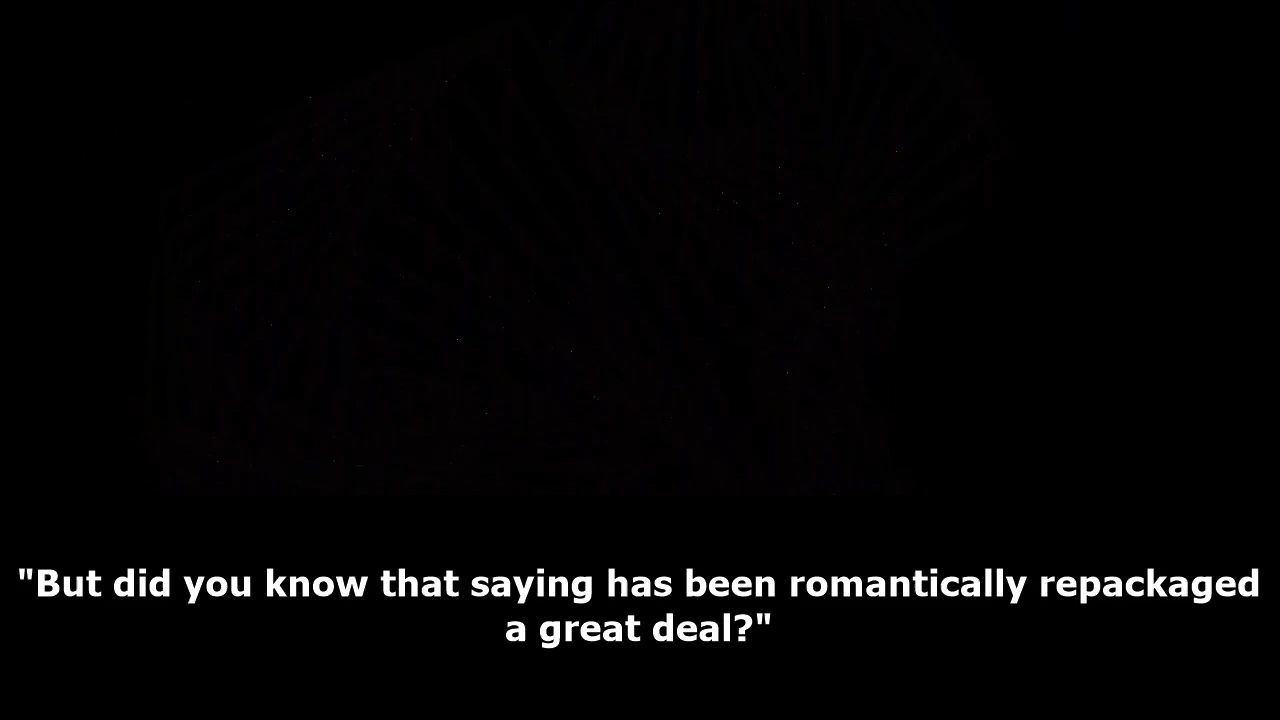 "But did you know that saying has been romantically repackaged
a great deal?"